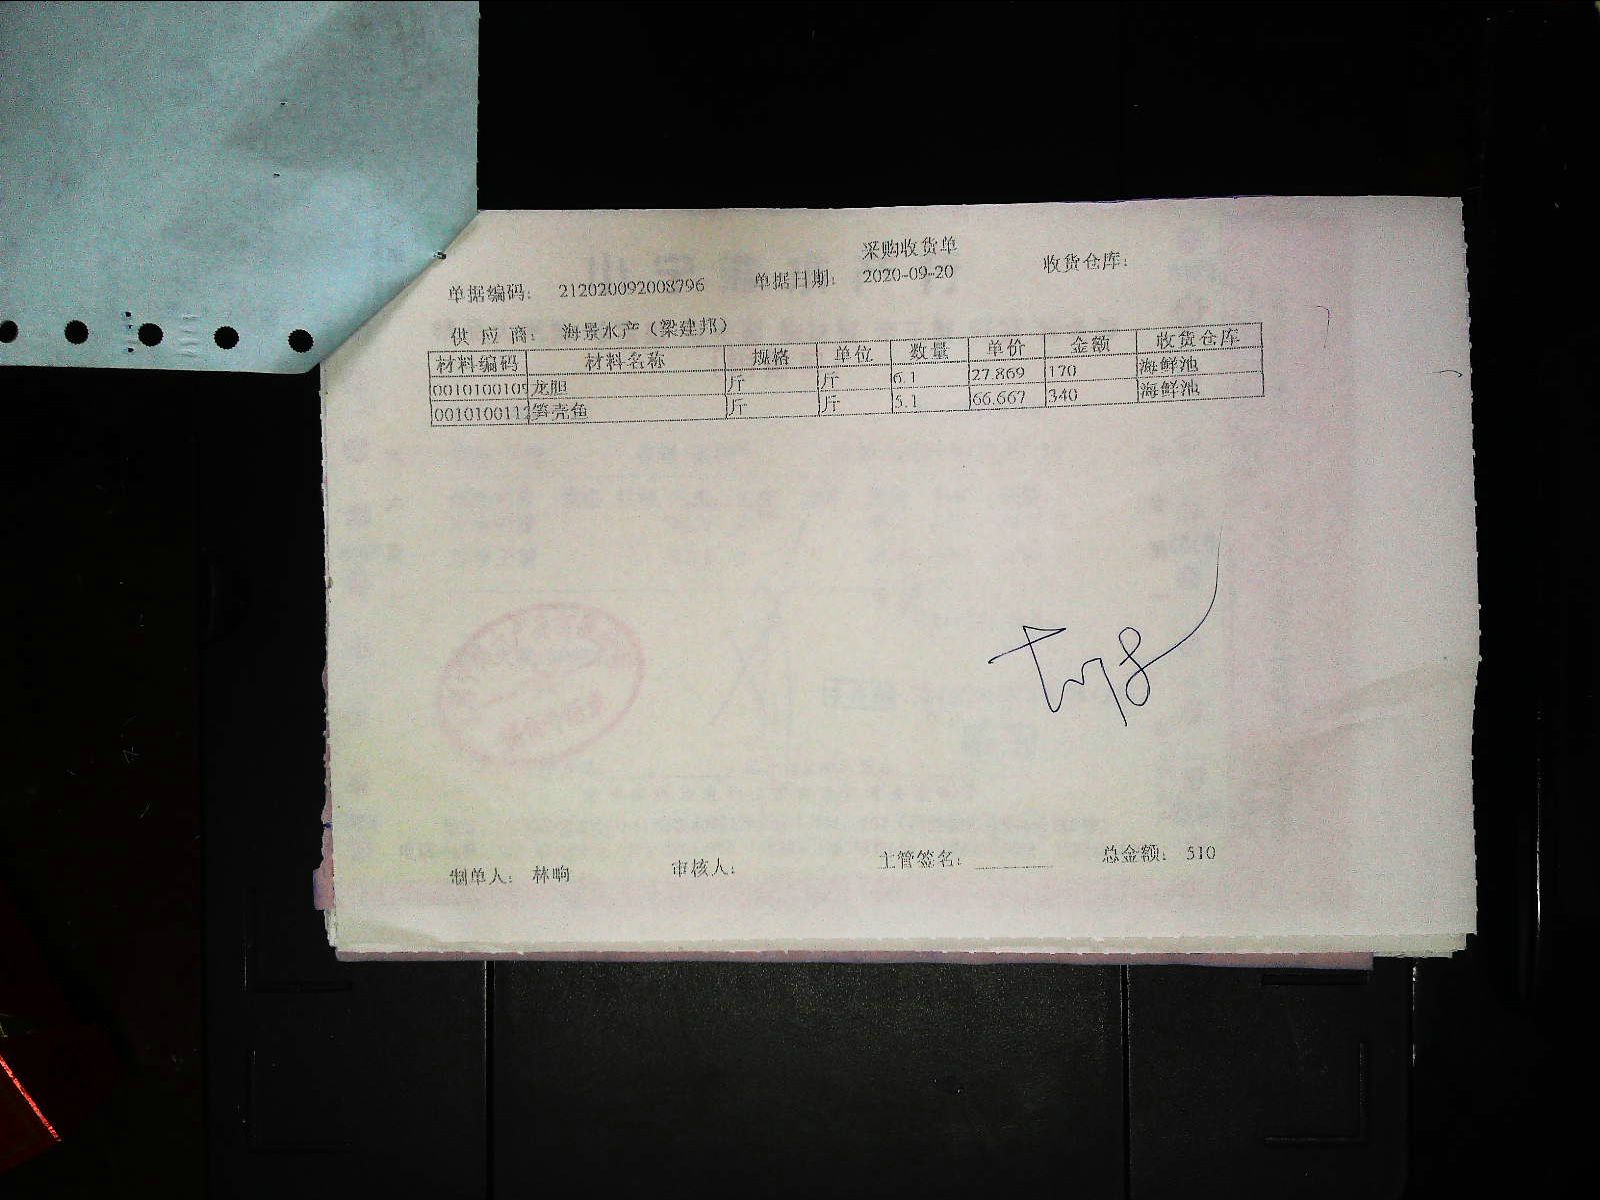 采购收货单
单据编码： 212020092008796 单据日期： 2020-09-20 收货仓库：
供 应 商： 海景水产（梁建邦）
材料编码 材料名称 规格 单位 数量 单价 金额 收货仓库
0010100109 龙胆 斤 斤 6.1 27.869 170 海鲜池
0010100112 笋壳鱼 斤 斤 5.1 66.667 340 海鲜池
制单人： 林响 审核人： 主管签名： 总金额： 510